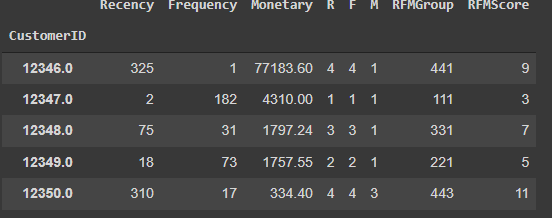 Recency Frequency Monetary R F M RFMGroup RFMScore
CustomerID
12346.0 325 1 77183.60 4 4 1 441 9
12347.0 2 182 4310.00 1 1 1 111 3
12348.0 75 31 1797.24 3 3 1 331 7
12349.0 18 73 1757.55 2 2 1 221 5
12350.0 310 17 334.40 4 4 3 443 11